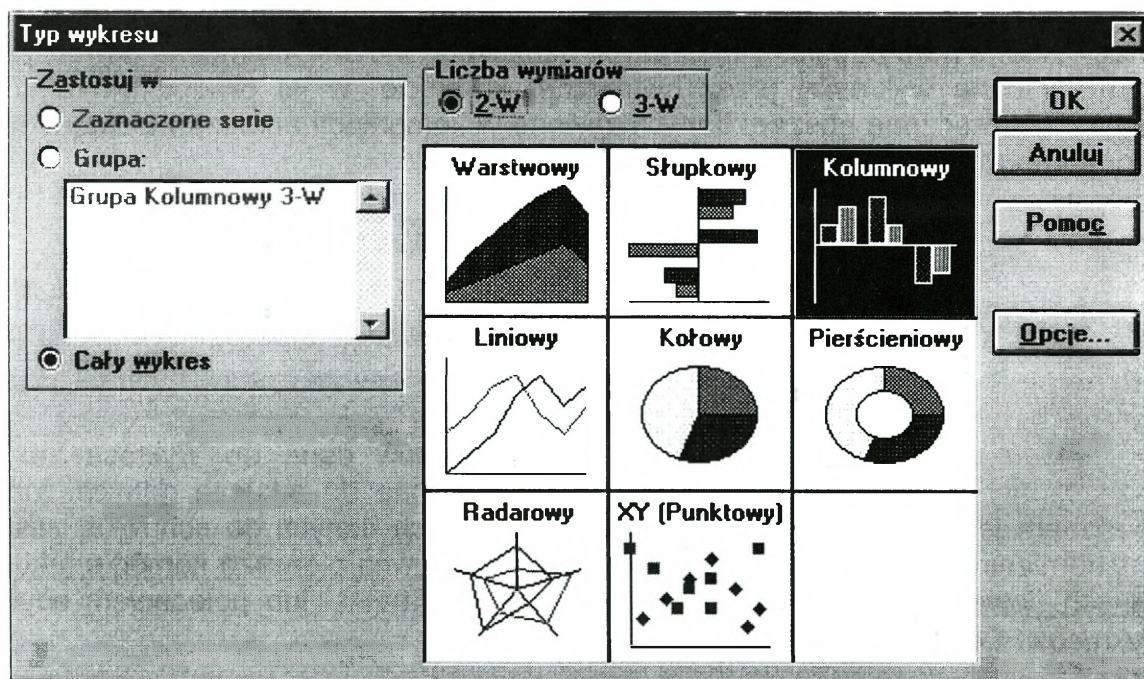 Typ wykresu
Zastosuj w
Zaznaczone serie
Grupa:
Grupa Kolumnowy 3-W
Cały wykres
Liczba wymiarów
2-W
3-W
Warstwowy
Słupkowy
Kolumnowy
Liniowy
Kołowy
Pierścieniowy
Radarowy
XY (Punktowy)
OK
Anuluj
Pomoc
Opcje...